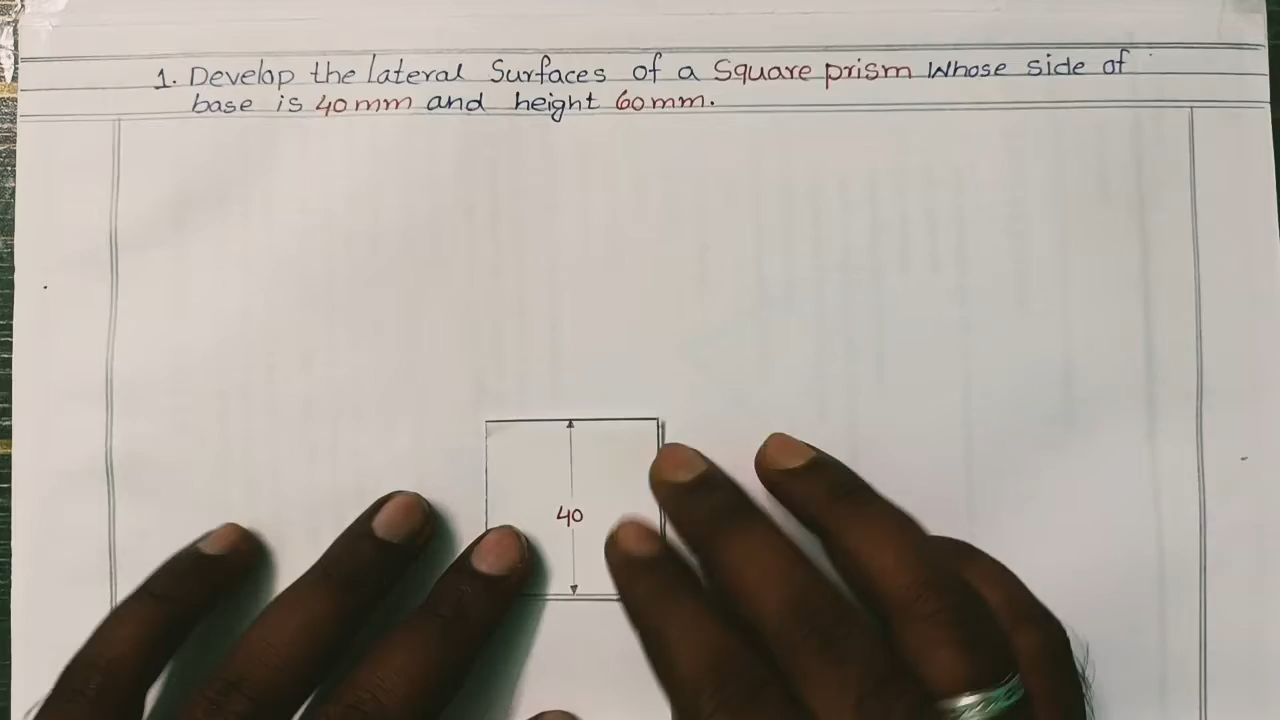 1. Develop the lateral Surfaces of a Square prism Whose side of
base is 40mm and height 60mm.
40